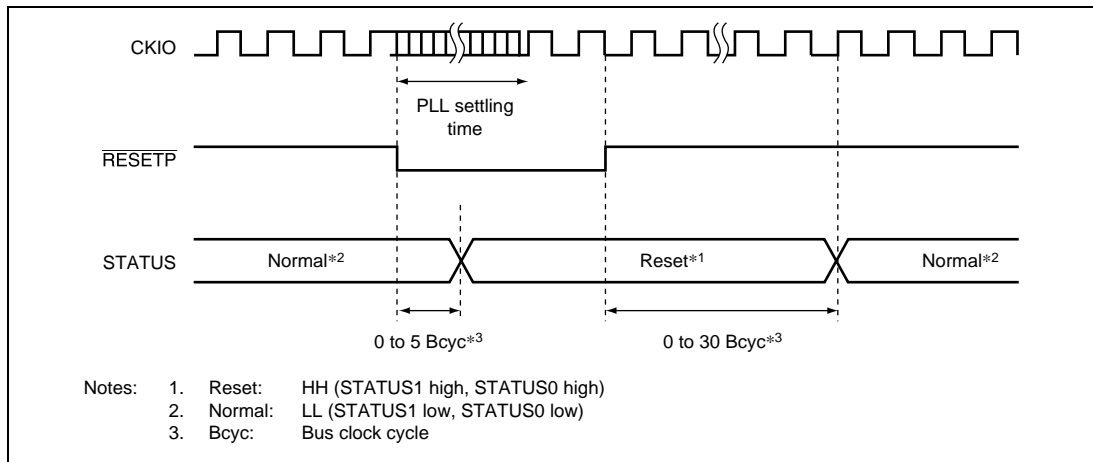 CKIO
PLL settling
time
RESETP
STATUS
Normal*2
Reset*1
Normal*2
0 to 5 Bcyc*3
0 to 30 Bcyc*3
Notes: 1. Reset: HH (STATUS1 high, STATUS0 high)
2. Normal: LL (STATUS1 low, STATUS0 low)
3. Bcyc: Bus clock cycle